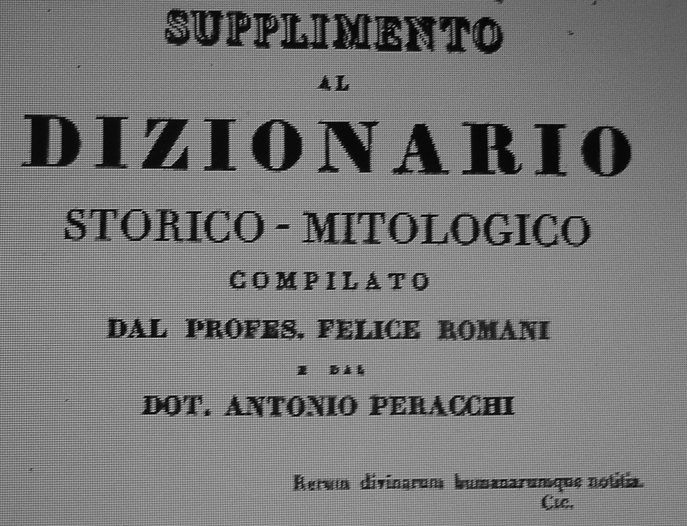 SUPPLIMENTO
AL
DIZIONARIO
STORICO - MITOLOGICO
COMPILATO
DAL PROFES. FELICE ROMANI
E DAL
DOT. ANTONIO PERACCHI
Rerum divinarum humanarumque notitia.
Cic.